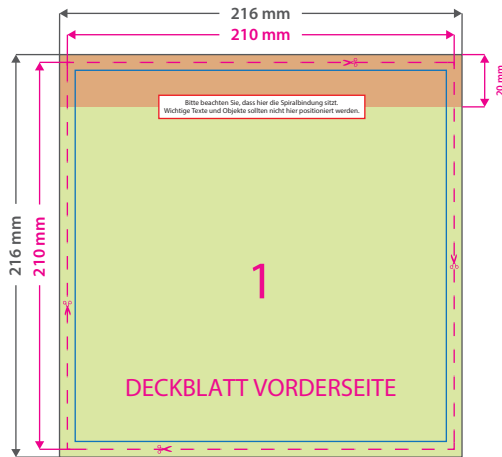 216 mm
210 mm
20 mm
Bitte beachten Sie, dass hier die Spiralbindung sitzt.
Wichtige Texte und Objekte sollten nicht hier positioniert werden.
216 mm
210 mm
1
DECKBLATT VORDERSEITE